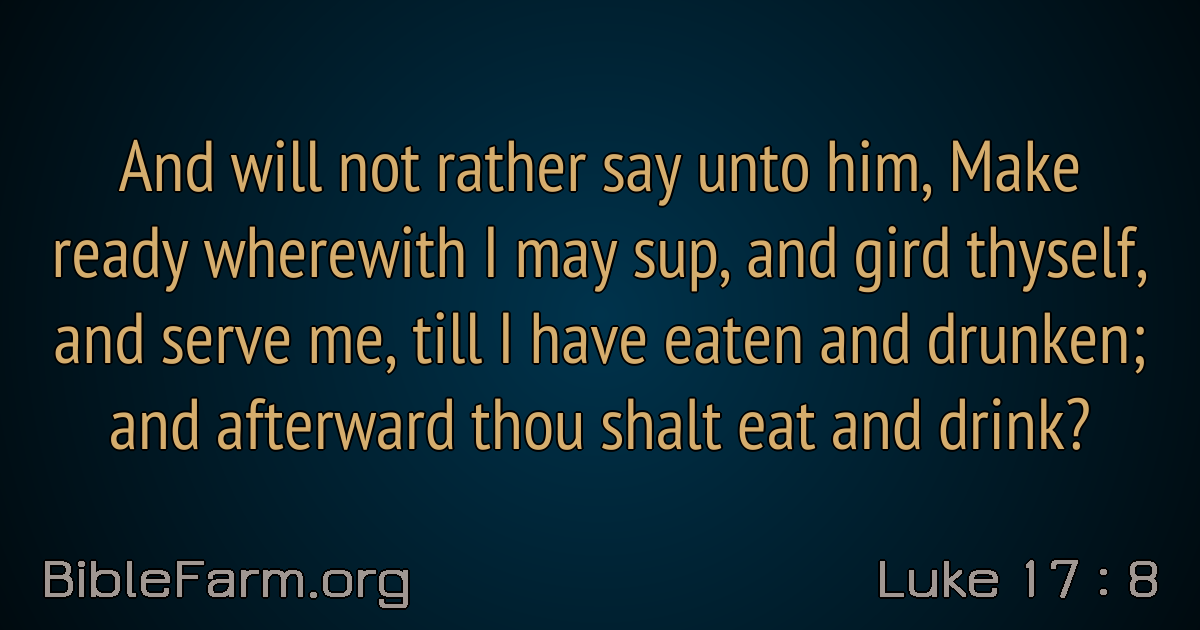 And will not rather say unto him, Make
ready wherewith I may sup, and gird thyself,
and serve me, till I have eaten and drunken;
and afterward thou shalt eat and drink?
BibleFarm.org
Luke 17 : 8